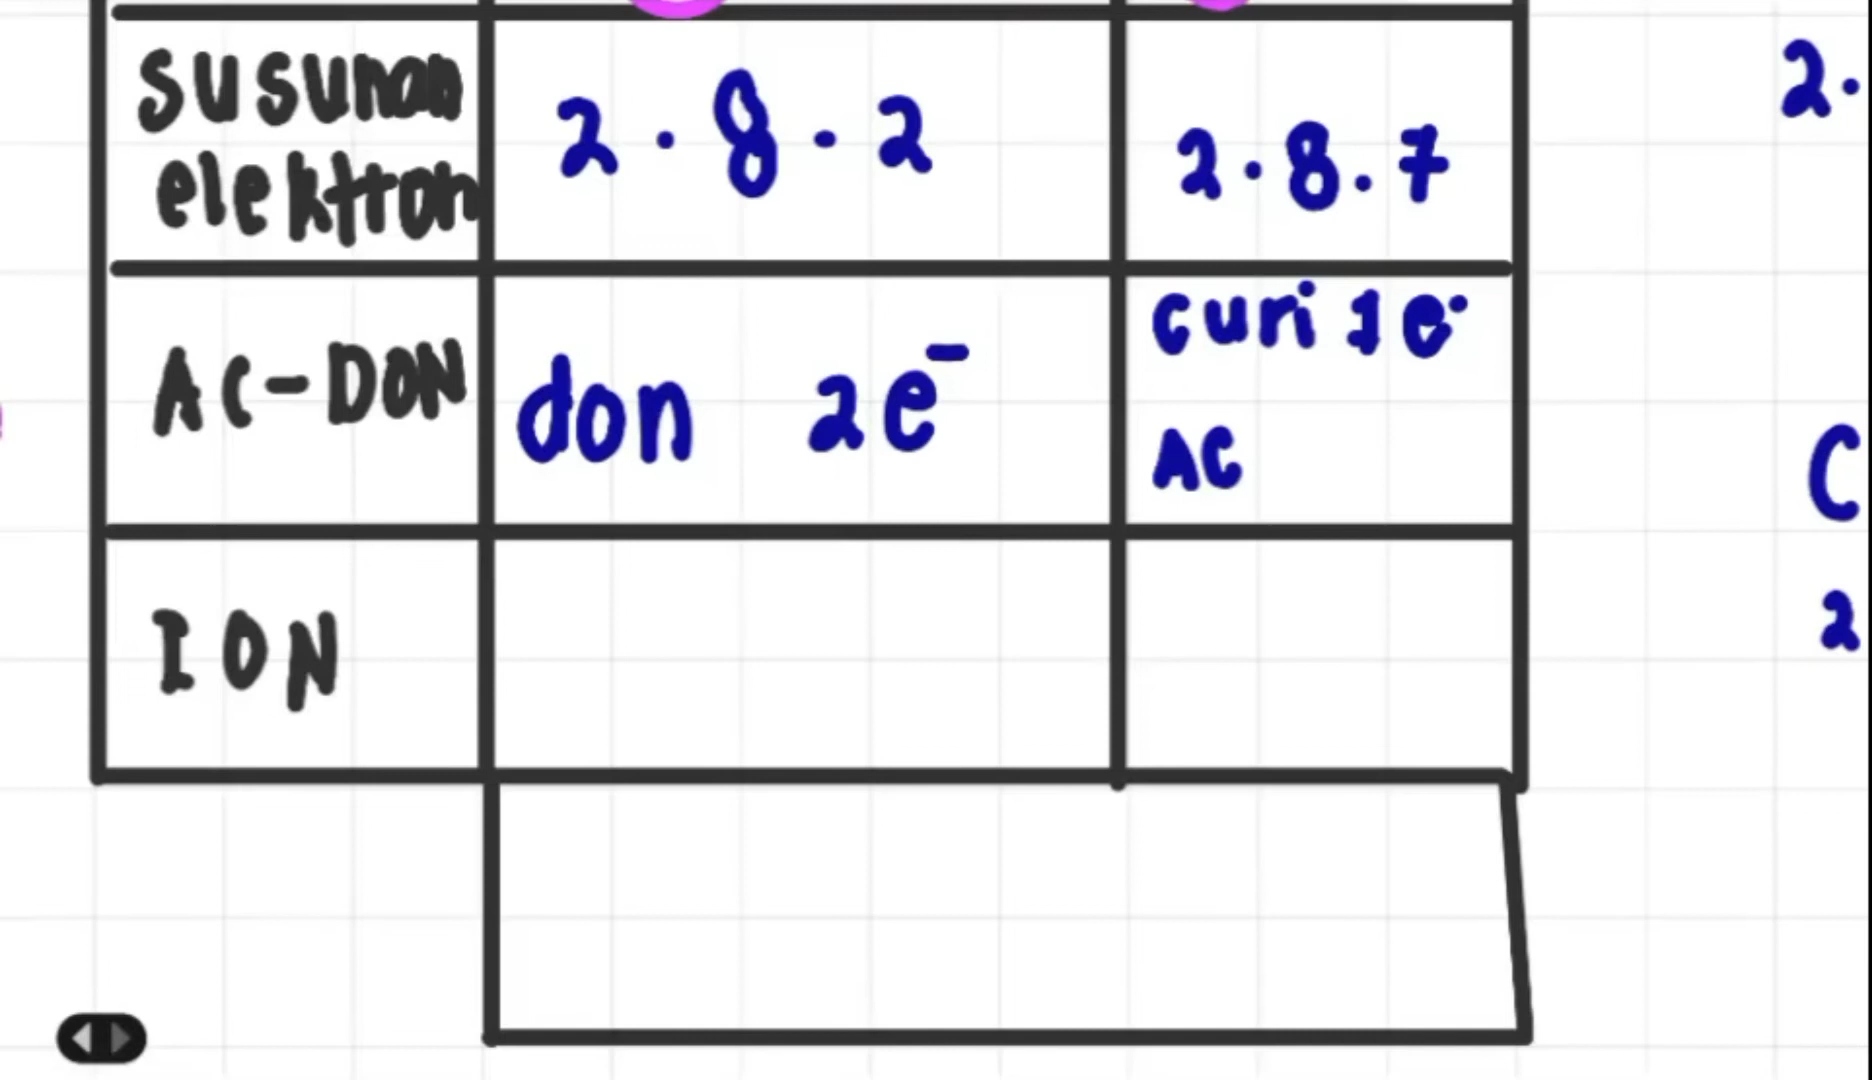 susunan
elektron
2 . 8 . 2
2 . 8 . 7
2 .
AC-DON
don 2e⁻
curi 1e⁻
AC
C
ION
2